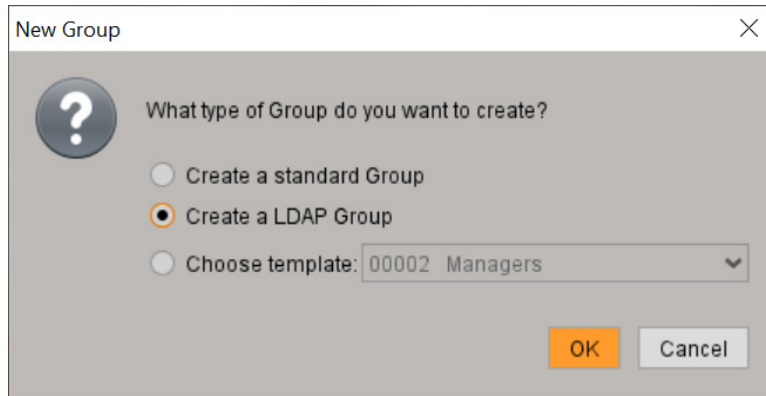 New Group
What type of Group do you want to create?
Create a standard Group
Create a LDAP Group
Choose template: 00002 Managers
OK Cancel